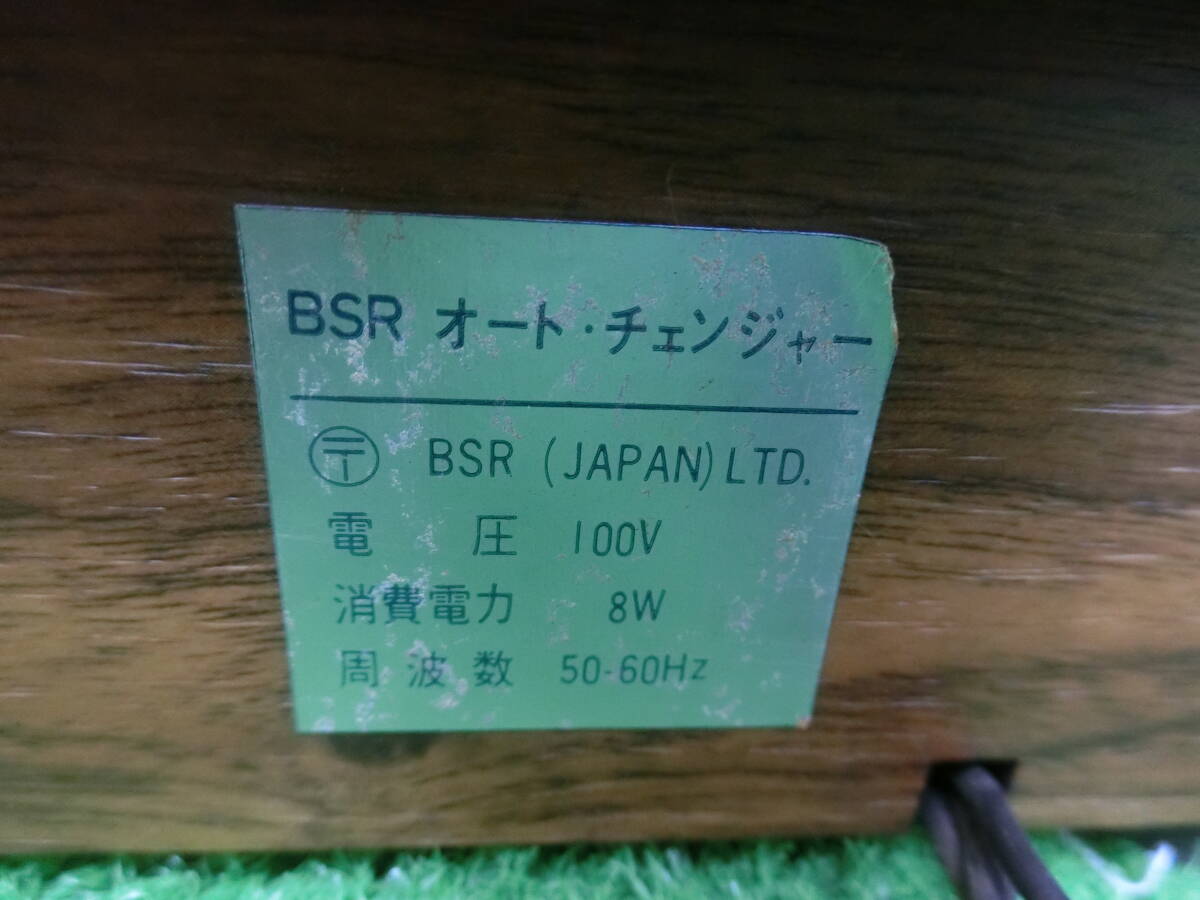 BSR オート・チェンジャー
〶 BSR (JAPAN) LTD.
電 圧 100V
消費電力 8W
周波数 50-60Hz